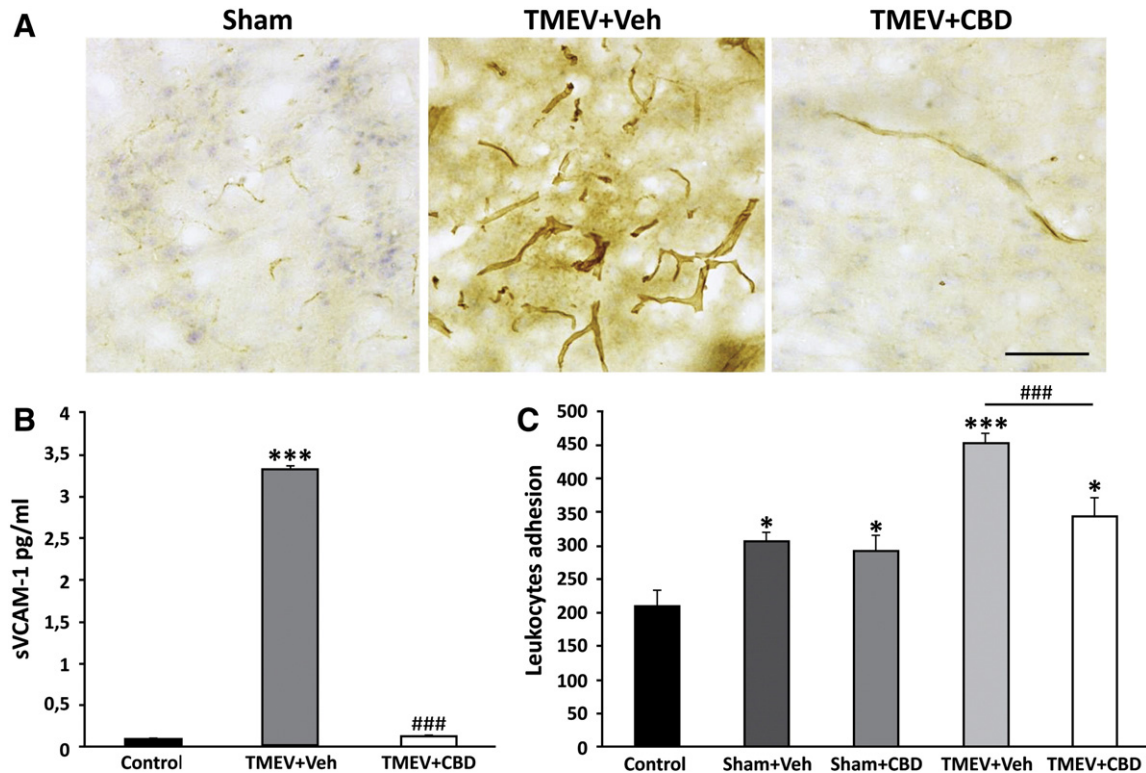 A
Sham
TMEV+Veh
TMEV+CBD
B
sVCAM-1 pg/ml
4
3,5
3
2,5
2
1,5
1
0,5
0
***
###
Control
TMEV+Veh
TMEV+CBD
C
Leukocytes adhesion
500
450
400
350
300
250
200
150
100
50
0
###
*
*
***
*
Control
Sham+Veh
Sham+CBD
TMEV+Veh
TMEV+CBD